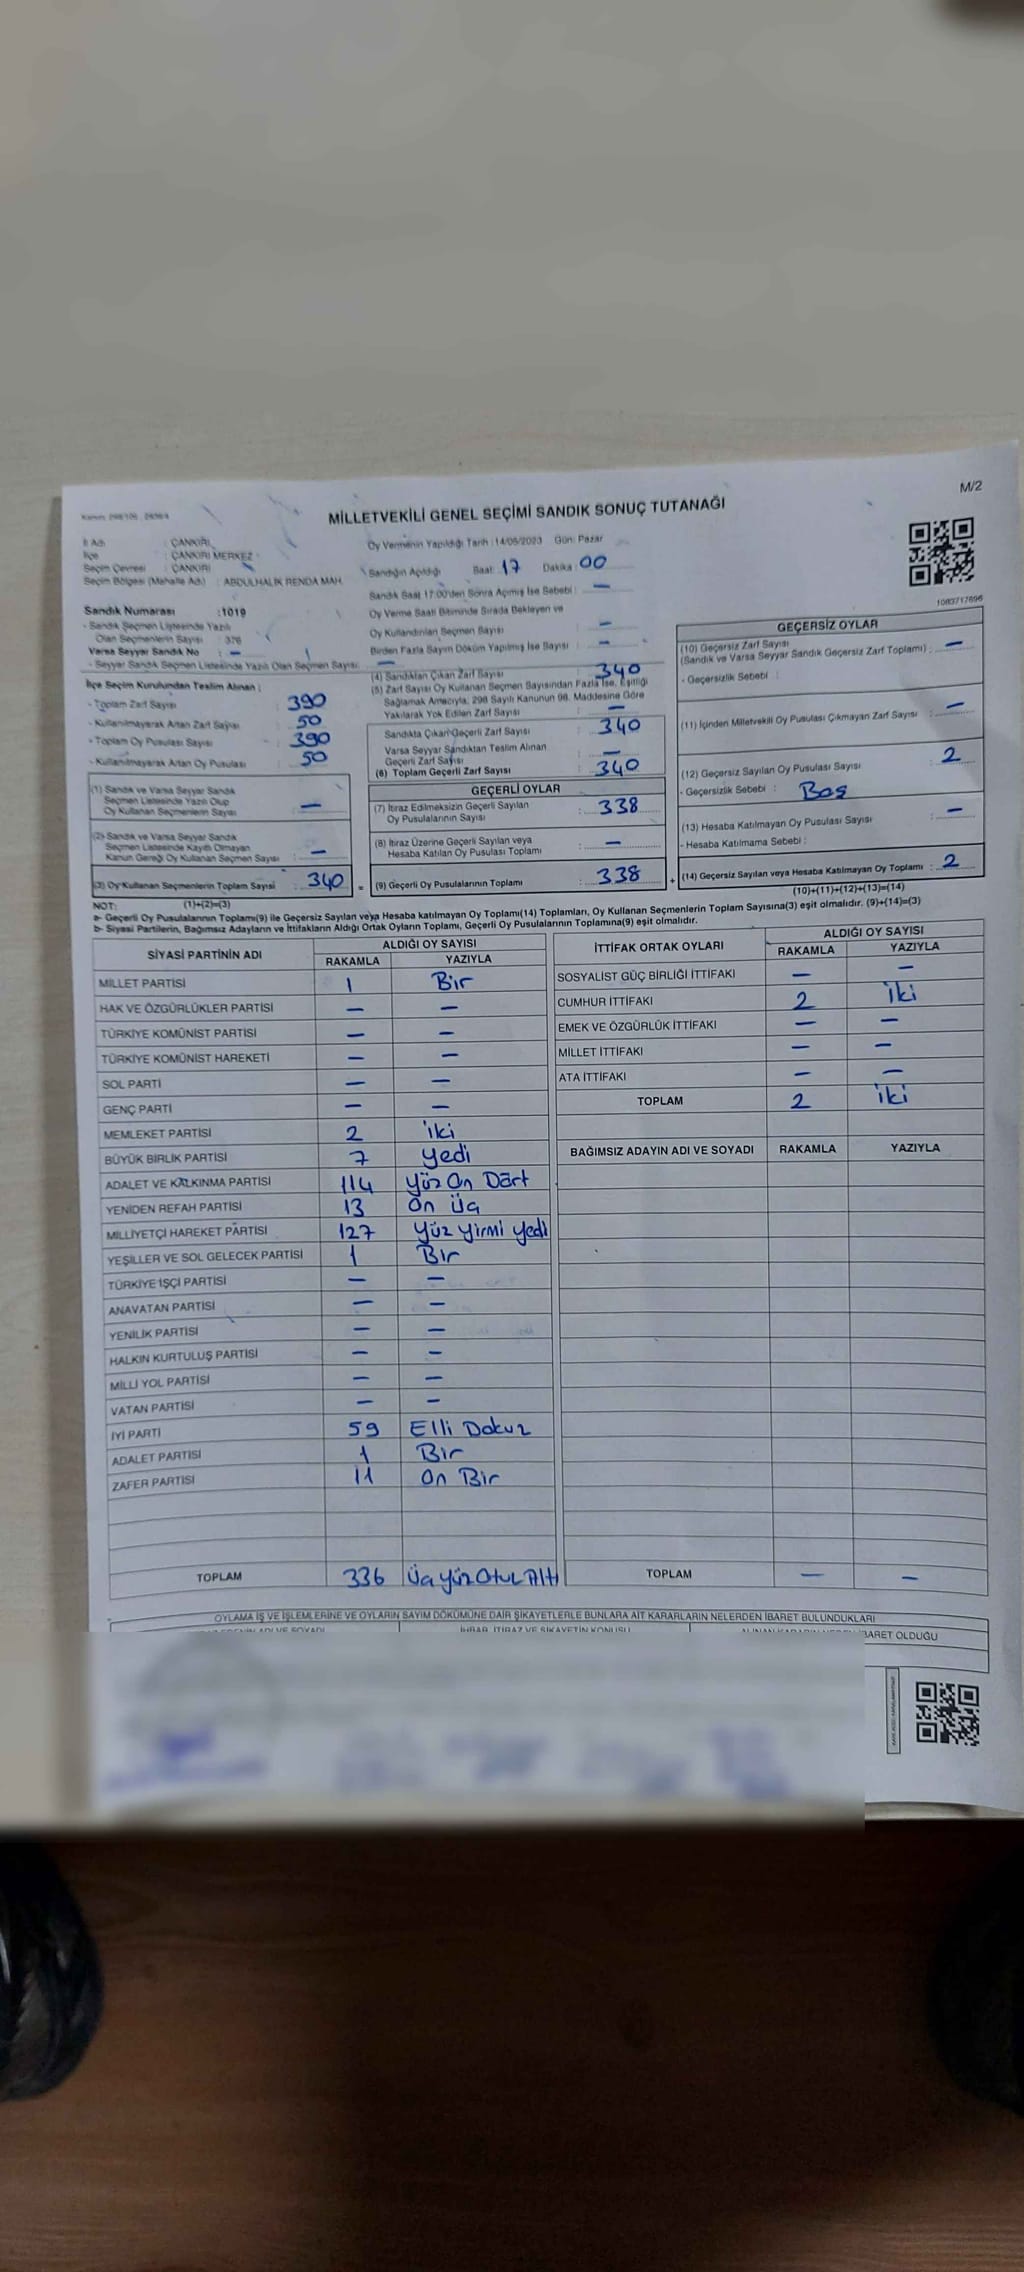 M/2
MİLLETVEKİLİ GENEL SEÇİMİ SANDIK SONUÇ TUTANAĞI
İl Adı : ÇANKIRI
İlçe : ÇANKIRI MERKEZ
Seçim Çevresi : ÇANKIRI
Seçim Bölgesi (Mahalle Adı) : ABDULHALİK RENDA MAH.
Sandık Numarası :1019
- Sandık Seçmen Listesinde Yazılı
Olan Seçmenlerin Sayısı : 376
Varsa Seyyar Sandık No : —
- Seyyar Sandık Seçmen Listesinde Yazılı Olan Seçmen Sayısı: —
İlçe Seçim Kurulundan Teslim Alınan :
- Toplam Zarf Sayısı : 390
- Kullanılmayarak Artan Zarf Sayısı : 50
- Toplam Oy Pusulası Sayısı : 390
- Kullanılmayarak Artan Oy Pusulası : 50
(1) Sandık ve Varsa Seyyar Sandık
Seçmen Listesinde Yazılı Olup
Oy Kullanan Seçmenlerin Sayısı : —
(2) Sandık ve Varsa Seyyar Sandık
Seçmen Listesinde Kayıtlı Olmayan
Kanun Gereği Oy Kullanan Seçmen Sayısı : —
(3) Oy Kullanan Seçmenlerin Toplam Sayısı : 340
Oy Vermenin Yapıldığı Tarih :14/05/2023 Gün: Pazar
Sandığın Açıldığı Saat: 17 Dakika : 00
Sandık Saat 17:00'den Sonra Açmış İse Sebebi : —
Oy Verme Saati Bitiminde Sırada Bekleyen ve
Oy Kullandırılan Seçmen Sayısı : —
Birden Fazla Sayım Döküm Yapılmış İse Sayısı : —
(4) Sandıktan Çıkan Zarf Sayısı : 340
(5) Zarf Sayısı Oy Kullanan Seçmen Sayısından Fazla İse, Eşitliği
Sağlamak Amacıyla, 298 Sayılı Kanunun 98. Maddesine Göre
Yakılarak Yok Edilen Zarf Sayısı : —
Sandıkta Çıkan Geçerli Zarf Sayısı : 340
Varsa Seyyar Sandıktan Teslim Alınan
Geçerli Zarf Sayısı : —
(6) Toplam Geçerli Zarf Sayısı : 340
GEÇERLİ OYLAR
(7) İtiraz Edilmeksizin Geçerli Sayılan
Oy Pusulalarının Sayısı : 338
(8) İtiraz Üzerine Geçerli Sayılan veya
Hesaba Katılan Oy Pusulası Toplamı : —
= (9) Geçerli Oy Pusulalarının Toplamı : 338 +
1083717896
GEÇERSİZ OYLAR
(10) Geçersiz Zarf Sayısı
(Sandık ve Varsa Seyyar Sandık Geçersiz Zarf Toplamı) : —
- Geçersizlik Sebebi :
(11) İçinden Milletvekili Oy Pusulası Çıkmayan Zarf Sayısı : —
(12) Geçersiz Sayılan Oy Pusulası Sayısı : 2
- Geçersizlik Sebebi : Boş
(13) Hesaba Katılmayan Oy Pusulası Sayısı : —
- Hesaba Katılmama Sebebi :
(14) Geçersiz Sayılan veya Hesaba Katılmayan Oy Toplamı : 2
NOT: (1)+(2)=(3) (10)+(11)+(12)+(13)=(14)
a- Geçerli Oy Pusulalarının Toplamı(9) ile Geçersiz Sayılan veya Hesaba katılmayan Oy Toplamı(14) Toplamları, Oy Kullanan Seçmenlerin Toplam Sayısına(3) eşit olmalıdır. (9)+(14)=(3)
b- Siyasi Partilerin, Bağımsız Adayların ve İttifakların Aldığı Ortak Oyların Toplamı, Geçerli Oy Pusulasının Toplamına(9) eşit olmalıdır.
SİYASİ PARTİNİN ADI ALDIĞI OY SAYISI
RAKAMLA YAZIYLA
MİLLET PARTİSİ 1 Bir
HAK VE ÖZGÜRLÜKLER PARTİSİ — —
TÜRKİYE KOMÜNİST PARTİSİ — —
TÜRKİYE KOMÜNİST HAREKETİ — —
SOL PARTİ — —
GENÇ PARTİ — —
MEMLEKET PARTİSİ 2 iki
BÜYÜK BİRLİK PARTİSİ 7 yedi
ADALET VE KALKINMA PARTİSİ 114 Yüz On Dört
YENİDEN REFAH PARTİSİ 13 On Üç
MİLLİYETÇİ HAREKET PARTİSİ 127 Yüz yirmi yedi
YEŞİLLER VE SOL GELECEK PARTİSİ 1 Bir
TÜRKİYE İŞÇİ PARTİSİ — —
ANAVATAN PARTİSİ — —
YENİLİK PARTİSİ — —
HALKIN KURTULUŞ PARTİSİ — —
MİLLİ YOL PARTİSİ — —
VATAN PARTİSİ — —
İYİ PARTİ 59 Elli Dokuz
ADALET PARTİSİ 1 Bir
ZAFER PARTİSİ 11 On Bir
TOPLAM 336 Üç Yüz Otuz Altı
İTTİFAK ORTAK OYLARI ALDIĞI OY SAYISI
RAKAMLA YAZIYLA
SOSYALİST GÜÇ BİRLİĞİ İTTİFAKI — —
CUMHUR İTTİFAKI 2 iki
EMEK VE ÖZGÜRLÜK İTTİFAKI — —
MİLLET İTTİFAKI — —
ATA İTTİFAKI — —
TOPLAM 2 iki
BAĞIMSIZ ADAYIN ADI VE SOYADI RAKAMLA YAZIYLA
TOPLAM — —
OYLAMA İŞ VE İŞLEMLERİNE VE OYLARIN SAYIM DÖKÜMÜNE DAİR ŞİKAYETLERLE BUNLARA AİT KARARLARIN NELERDEN İBARET BULUNDUKLARI
İHBAR, İTİRAZ VE ŞİKAYETİN KONUSU
İBARET OLDUĞU